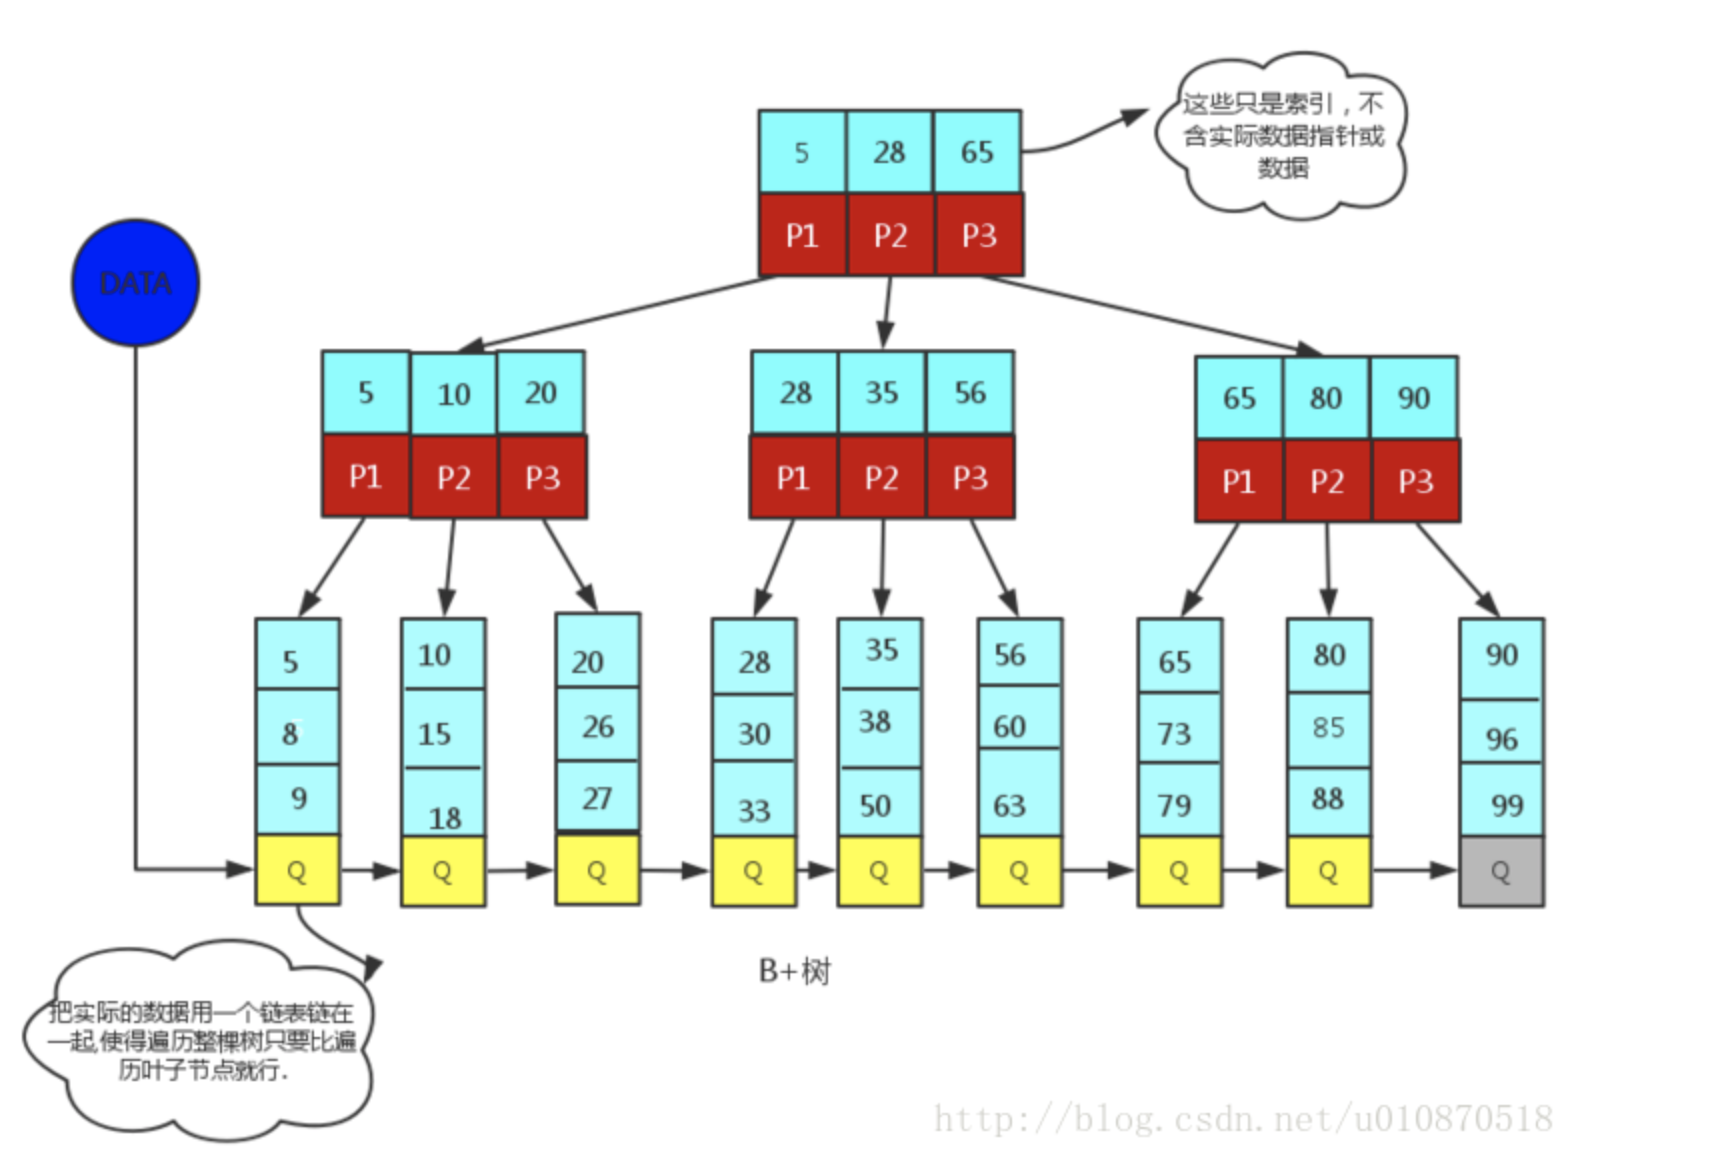 这些只是索引，不
含实际数据指针或
数据
5 28 65
P1 P2 P3
DATA
5 10 20
P1 P2 P3
28 35 56
P1 P2 P3
65 80 90
P1 P2 P3
5
8
9
Q
10
15
18
Q
20
26
27
Q
28
30
33
Q
35
38
50
Q
56
60
63
Q
65
73
79
Q
80
85
88
Q
90
96
99
Q
B+树
把实际的数据用一个链表链在
一起,使得遍历整棵树只要比遍
历叶子节点就行.
http://blog.csdn.net/u010870518